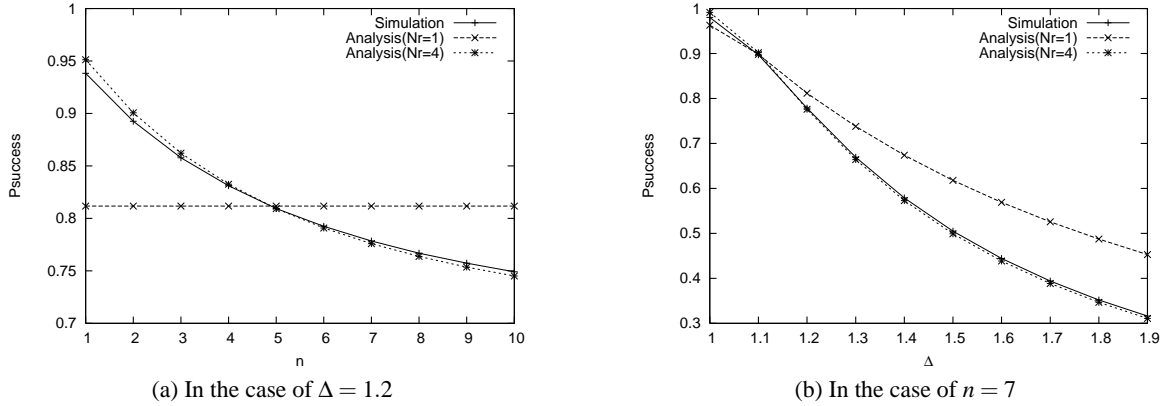 Simulation
Analysis(Nr=1)
Analysis(Nr=4)
0.95
0.9
0.85
0.8
0.75
0.7
Psuccess
1 2 3 4 5 6 7 8 9 10
n
(a) In the case of Δ = 1.2
Simulation
Analysis(Nr=1)
Analysis(Nr=4)
1
0.9
0.8
0.7
0.6
0.5
0.4
0.3
Psuccess
1 1.1 1.2 1.3 1.4 1.5 1.6 1.7 1.8 1.9
Δ
(b) In the case of n = 7